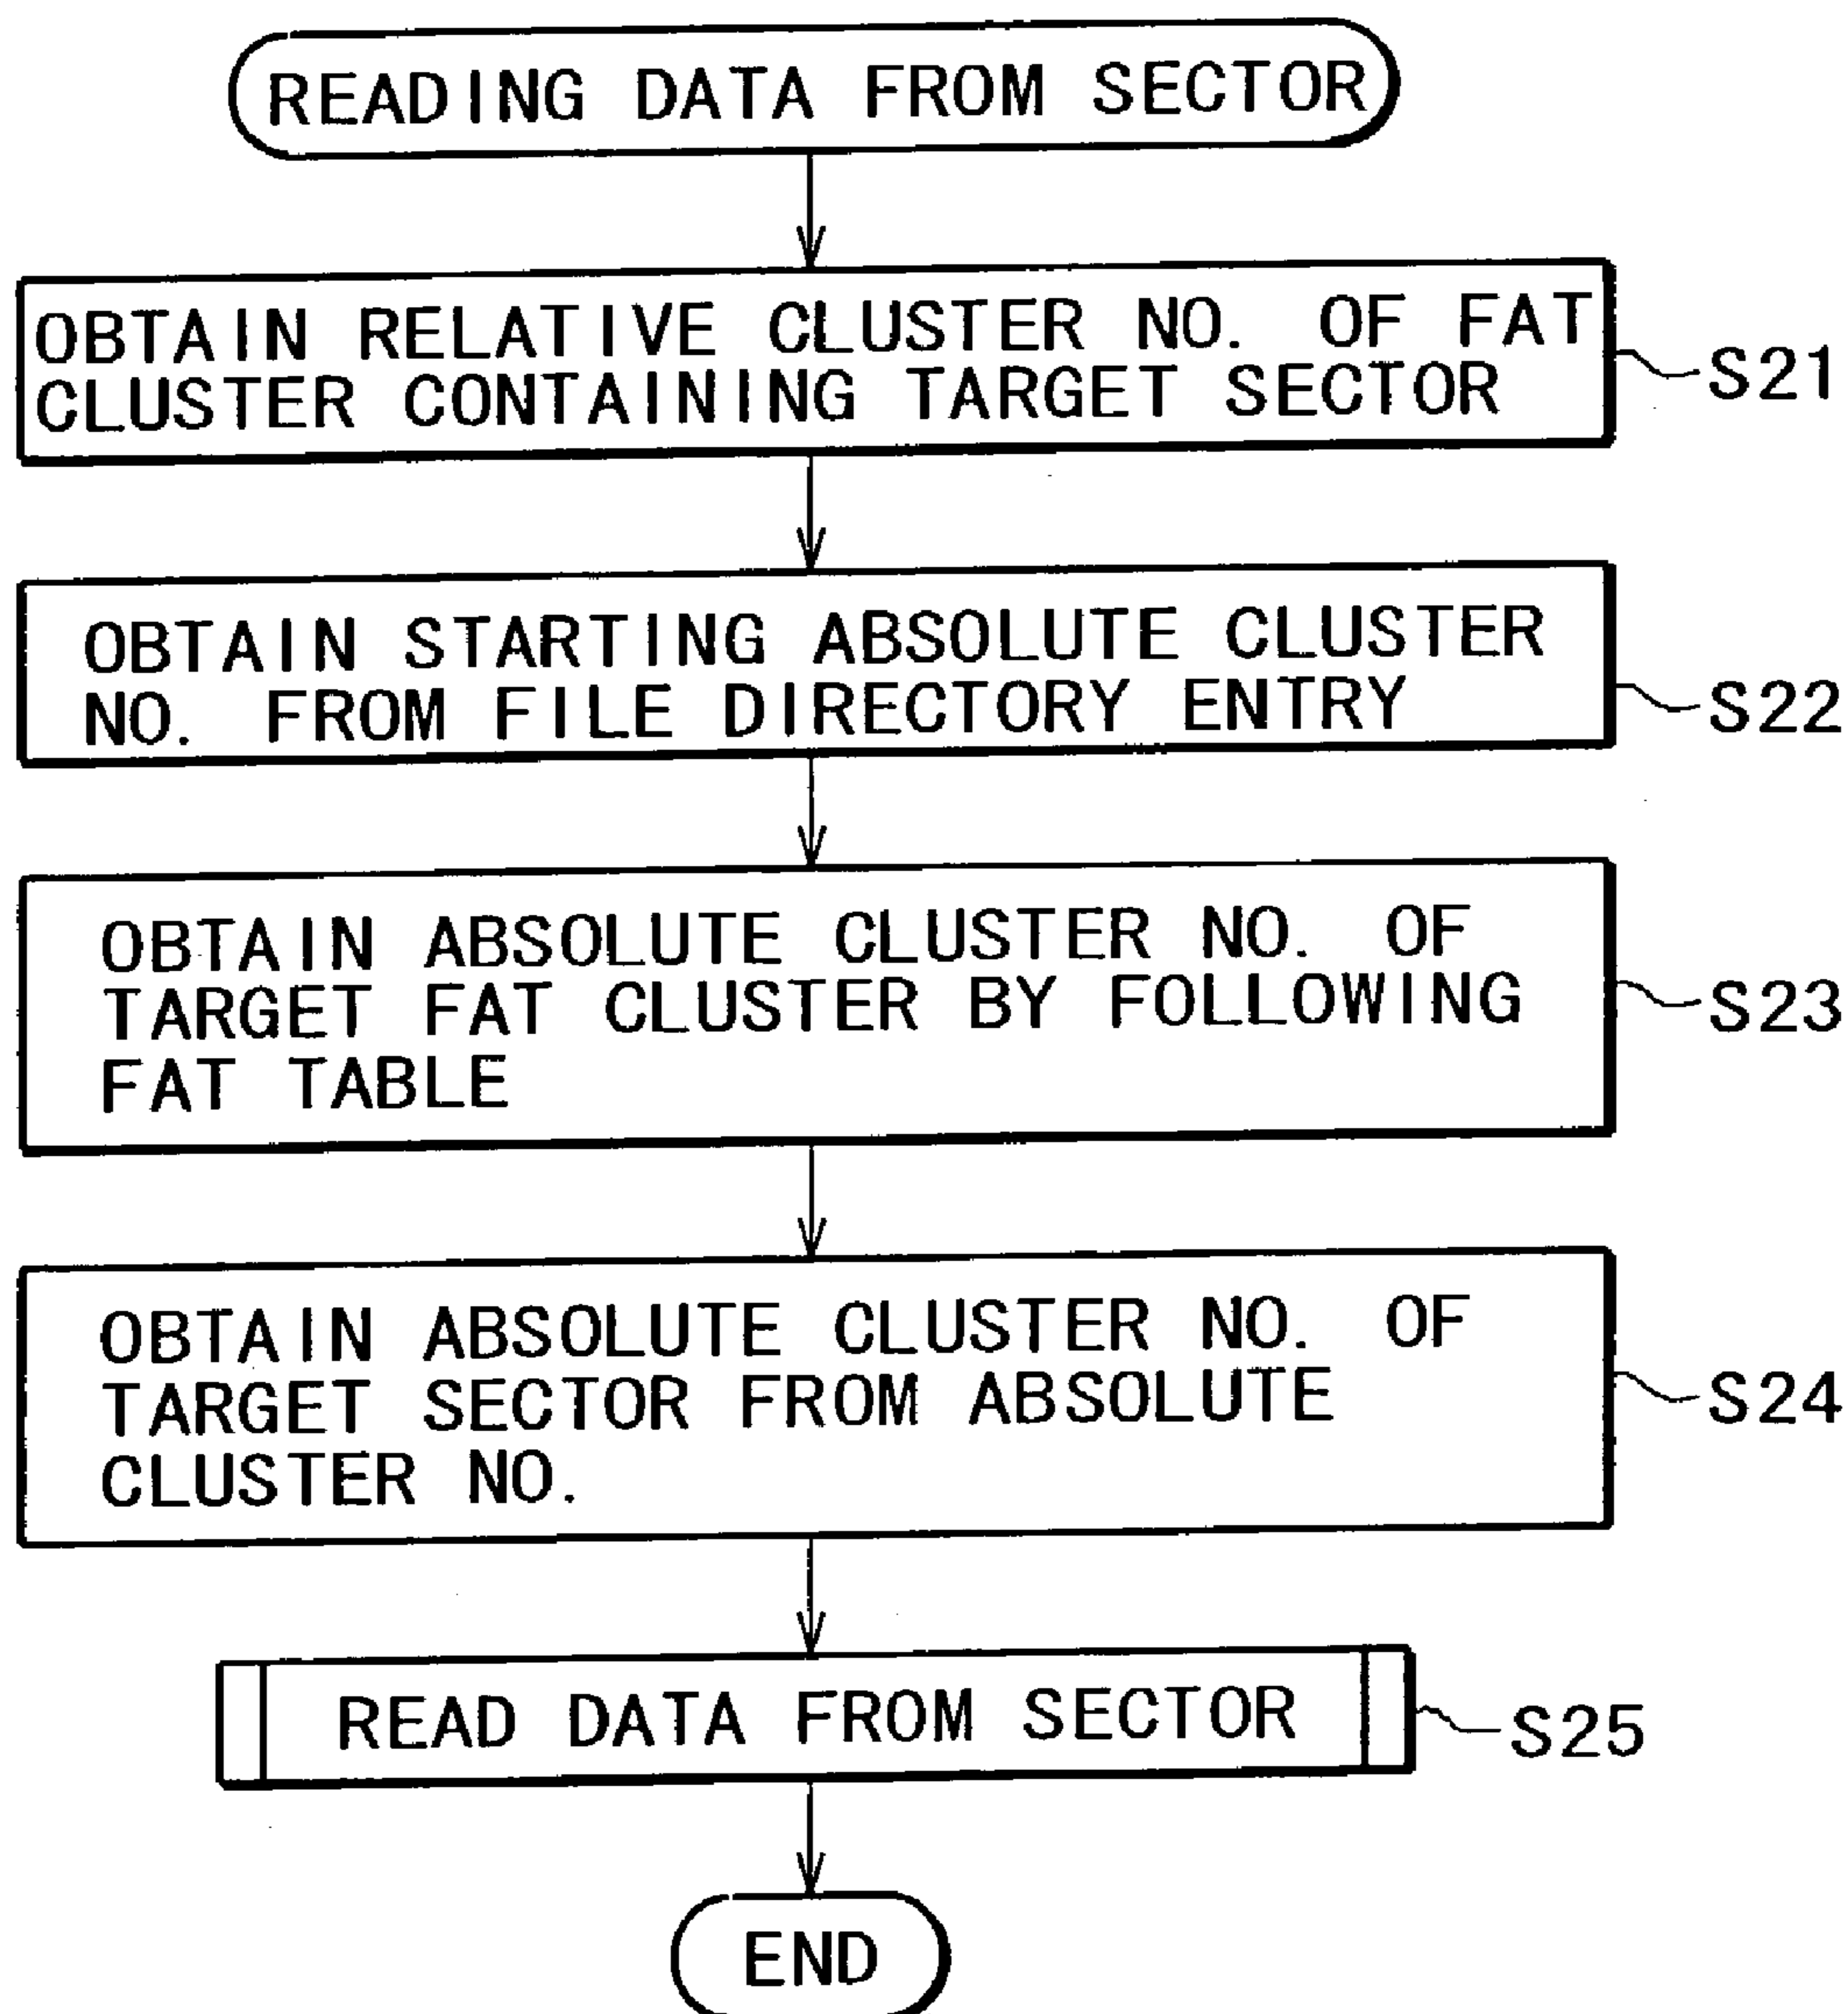 READING DATA FROM SECTOR
OBTAIN RELATIVE CLUSTER NO. OF FAT
CLUSTER CONTAINING TARGET SECTOR
S21
OBTAIN STARTING ABSOLUTE CLUSTER
NO. FROM FILE DIRECTORY ENTRY
S22
OBTAIN ABSOLUTE CLUSTER NO. OF
TARGET FAT CLUSTER BY FOLLOWING
FAT TABLE
S23
OBTAIN ABSOLUTE CLUSTER NO. OF
TARGET SECTOR FROM ABSOLUTE
CLUSTER NO.
S24
READ DATA FROM SECTOR
S25
END